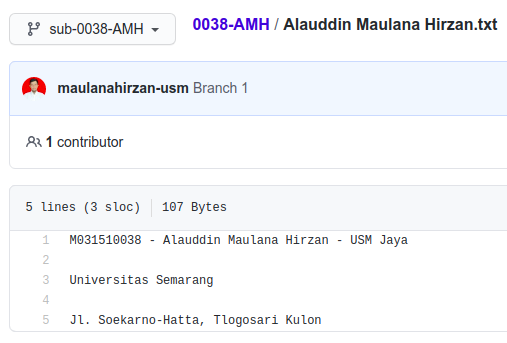 sub-0038-AMH
0038-AMH / Alauddin Maulana Hirzan.txt
maulanahirzan-usm Branch 1
1 contributor
5 lines (3 sloc) 107 Bytes
1 M031510038 - Alauddin Maulana Hirzan - USM Jaya
2
3 Universitas Semarang
4
5 Jl. Soekarno-Hatta, Tlogosari Kulon